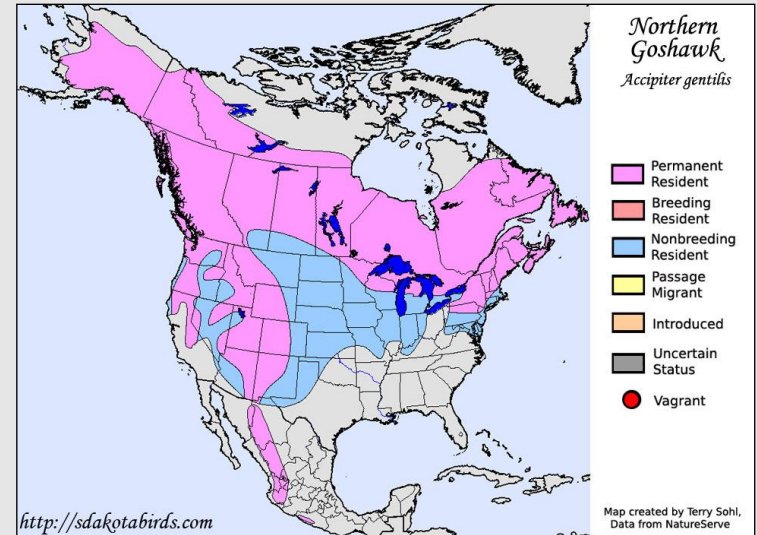 Northern
Goshawk
Accipiter gentilis
Permanent
Resident
Breeding
Resident
Nonbreeding
Resident
Passage
Migrant
Introduced
Uncertain
Status
Vagrant
http://sdakotabirds.com
Map created by Terry Sohl,
Data from NatureServe